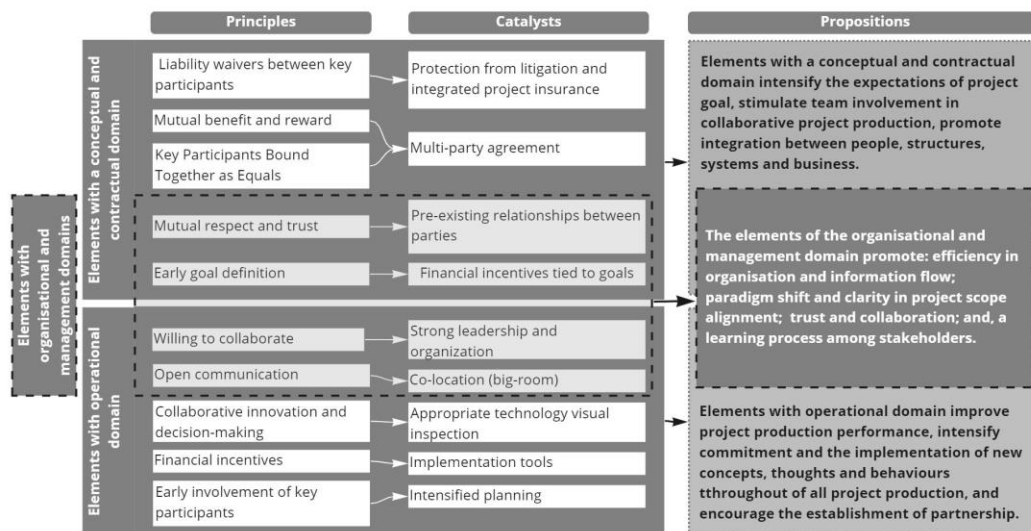 Principles
Catalysts
Propositions
Elements with a conceptual and
contractual domain
Liability waivers between key
participants
Protection from litigation and
integrated project insurance
Mutual benefit and reward
Key Participants Bound
Together as Equals
Multi-party agreement
Elements with a conceptual and contractual
domain intensify the expectations of project
goal, stimulate team involvement in
collaborative project production, promote
integration between people, structures,
systems and business.
Elements with
organisational and
management domains
Mutual respect and trust
Pre-existing relationships between
parties
Early goal definition
Financial incentives tied to goals
The elements of the organisational and
management domain promote: efficiency in
organisation and information flow;
paradigm shift and clarity in project scope
alignment; trust and collaboration; and, a
learning process among stakeholders.
Elements with operational
domain
Willing to collaborate
Strong leadership and
organization
Open communication
Co-location (big-room)
Collaborative innovation and
decision-making
Appropriate technology visual
inspection
Financial incentives
Implementation tools
Early involvement of key
participants
Intensified planning
Elements with operational domain improve
project production performance, intensify
commitment and the implementation of new
concepts, thoughts and behaviours
tthroughout of all project production, and
encourage the establishment of partnership.